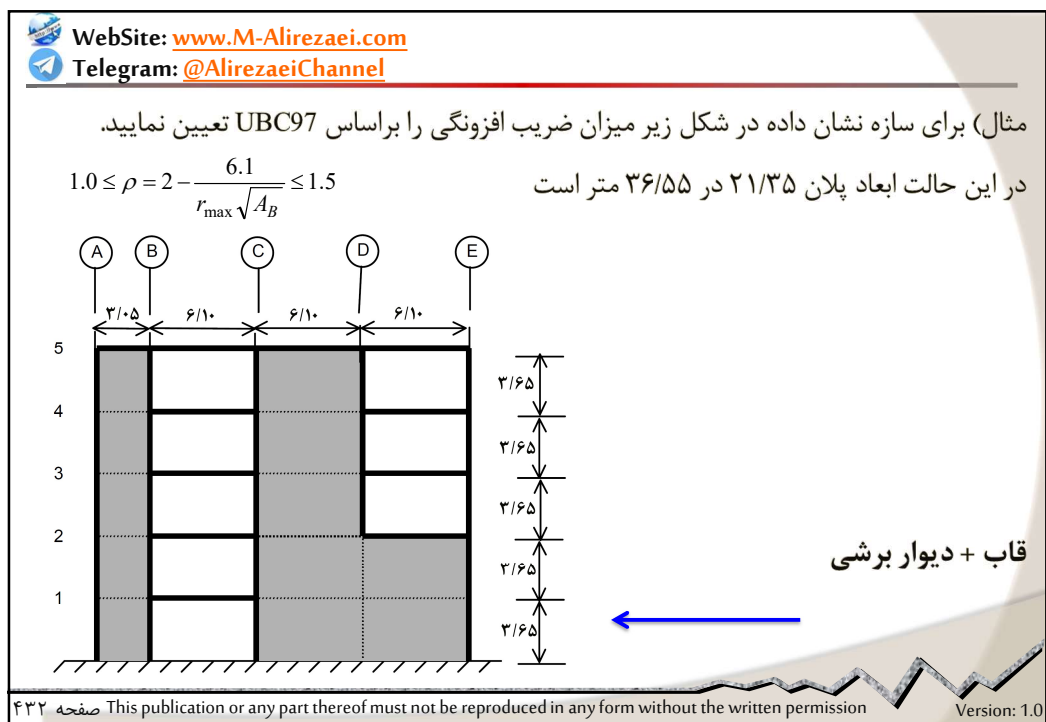 WebSite: www.M-Alirezaei.com
Telegram: @AlirezaeiChannel
مثال) برای سازه نشان داده در شکل زیر میزان ضریب افزونگی را براساس UBC97 تعیین نمایید.
در این حالت ابعاد پلان ۲۱/۳۵ در ۳۶/۵۵ متر است
1.0 ≤ ρ = 2 − 6.1 / (r_max √A_B) ≤ 1.5
A B C D E
۳/۰۵ ۶/۱۰ ۶/۱۰ ۶/۱۰
5
۳/۶۵
4
۳/۶۵
3
۳/۶۵
2
۳/۶۵
1
۳/۶۵
قاب + دیوار برشی
صفحه ۴۳۲ This publication or any part thereof must not be reproduced in any form without the written permission
Version: 1.0